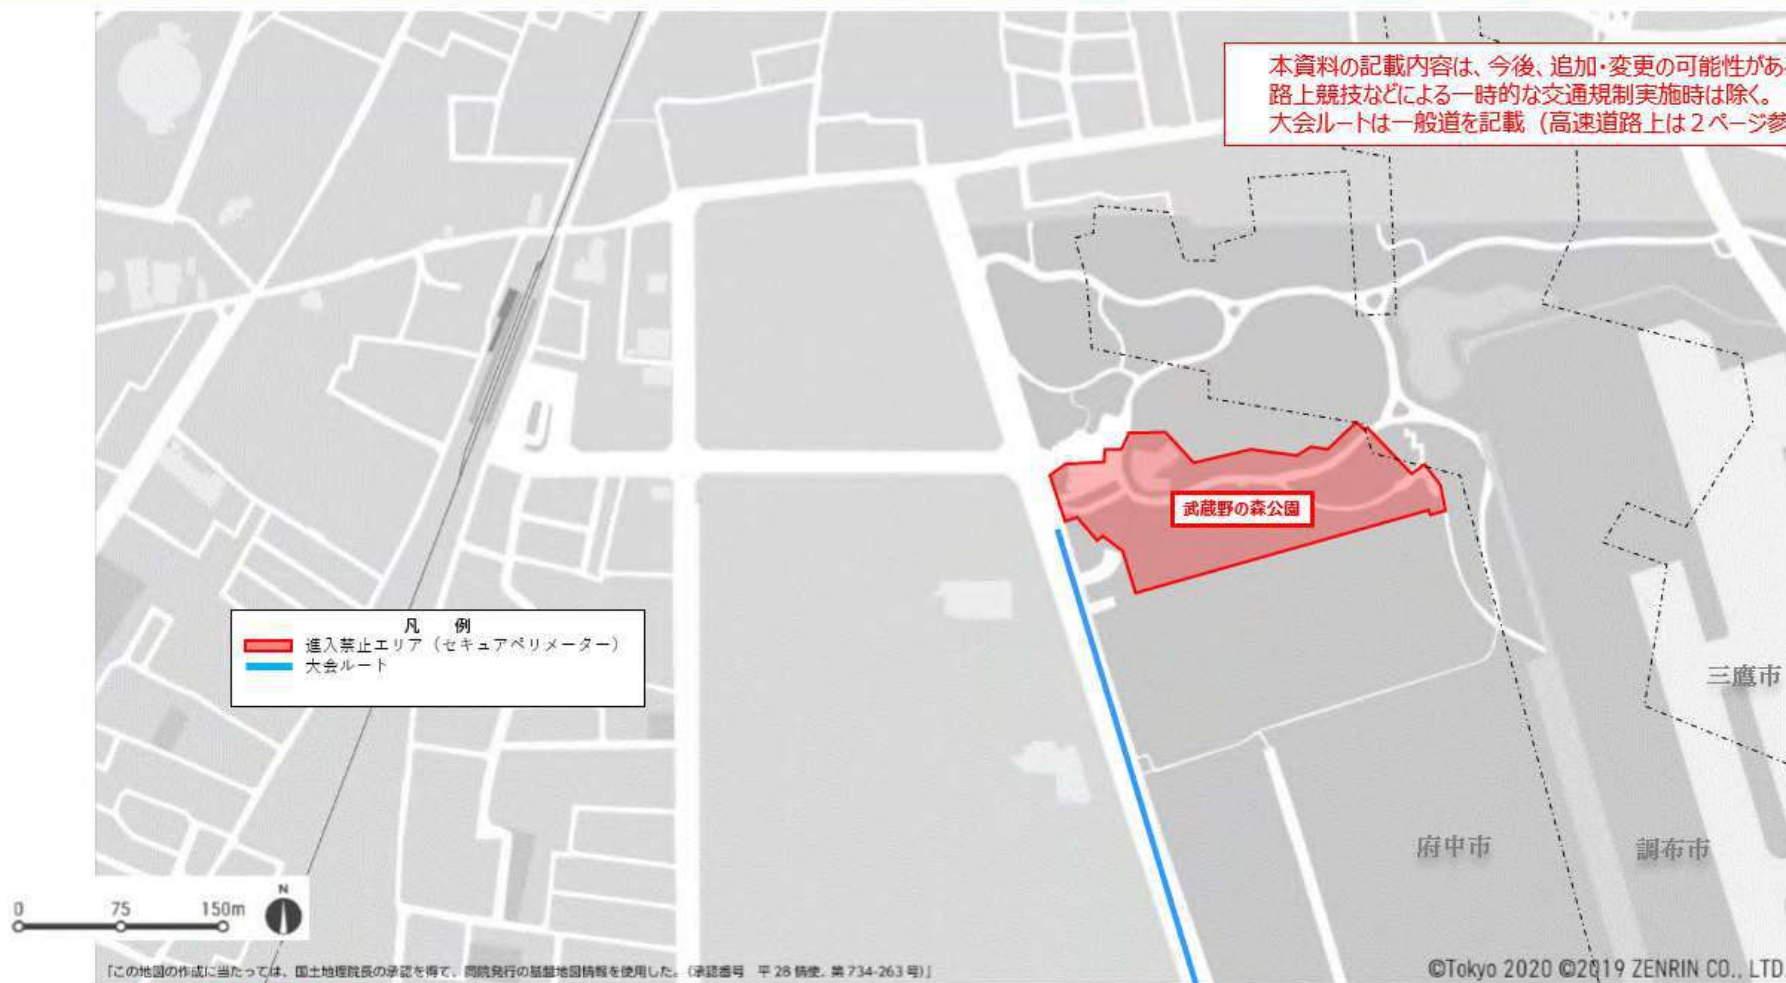 本資料の記載内容は、今後、追加・変更の可能性があ
路上競技などによる一時的な交通規制実施時は除く。
大会ルートは一般道を記載（高速道路上は２ページ参
武蔵野の森公園
凡 例
進入禁止エリア（セキュアペリメーター）
大会ルート
三鷹市
府中市
調布市
0 75 150m
N
「この地図の作成に当たっては、国土地理院長の承認を得て、同院発行の基盤地図情報を使用した。（承認番号 平 28 情使、第 734-263 号）」
©Tokyo 2020 ©2019 ZENRIN CO., LTD.